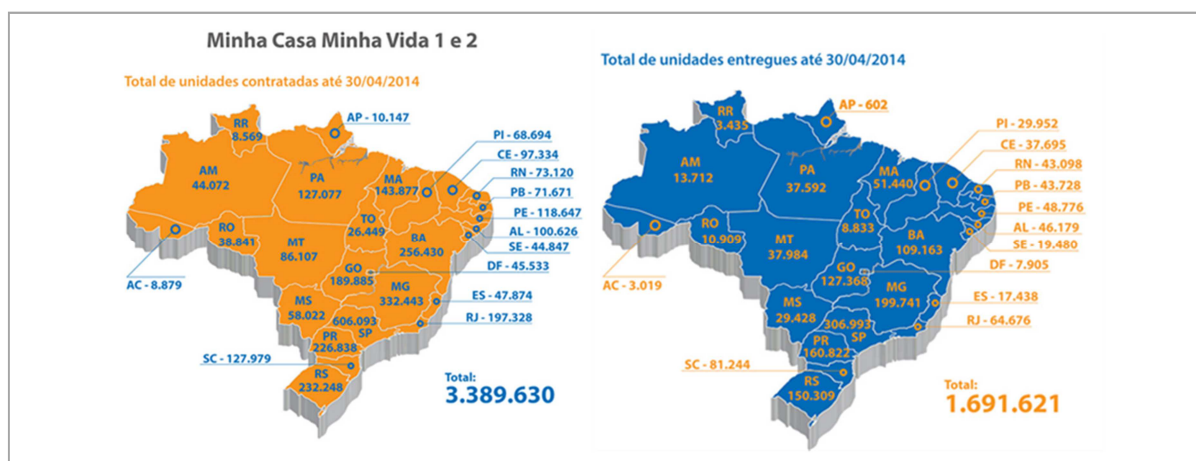 Minha Casa Minha Vida 1 e 2
Total de unidades contratadas até 30/04/2014
AP - 10.147
RR
8.569
PI - 68.694
CE - 97.334
RN - 73.120
PB - 71.671
PE - 118.647
AL - 100.626
SE - 44.847
AM
44.072
PA
127.077
MA
143.877
TO
26.449
RO
38.841
MT
86.107
BA
256.430
DF - 45.533
GO
189.885
AC - 8.879
MG
332.443
ES - 47.874
RJ - 197.328
MS
58.022
606.093
SP
PR
226.838
SC - 127.979
RS
232.248
Total:
3.389.630
Total de unidades entregues até 30/04/2014
AP - 602
RR
3.435
PI - 29.952
CE - 37.695
RN - 43.098
PB - 43.728
PE - 48.776
AL - 46.179
SE - 19.480
AM
13.712
PA
37.592
MA
51.440
TO
8.833
RO
10.909
MT
37.984
BA
109.163
DF - 7.905
GO
127.368
AC - 3.019
MG
199.741
ES - 17.438
RJ - 64.676
MS
29.428
306.993
SP
PR
160.822
SC - 81.244
RS
150.309
Total:
1.691.621